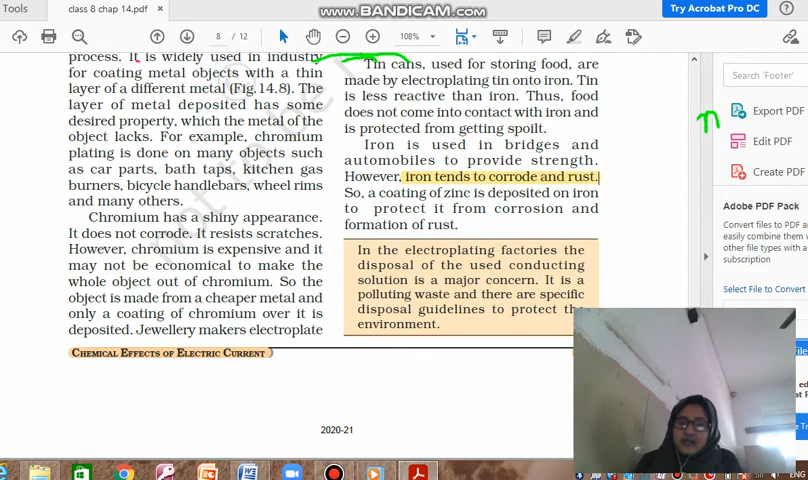 Tools
class 8 chap 14.pdf ×
WWW.BANDICAM.COM
Try Acrobat Pro DC
8 / 12
108%
process. It is widely used in industry
for coating metal objects with a thin
layer of a different metal (Fig. 14.8).
The layer of metal deposited has some
desired property, which the metal of the
object lacks. For example, chromium
plating is done on many objects such
as car parts, bath taps, kitchen gas
burners, bicycle handlebars, wheel rims
and many others.
Chromium has a shiny appearance.
It does not corrode. It resists scratches.
However, chromium is expensive and it
may not be economical to make the
whole object out of chromium. So the
object is made from a cheaper metal and
only a coating of chromium over it is
deposited. Jewellery makers electroplate
Tin cans, used for storing food, are
made by electroplating tin onto iron. Tin
is less reactive than iron. Thus, food
does not come into contact with iron and
is protected from getting spoilt.
Iron is used in bridges and
automobiles to provide strength.
However, iron tends to corrode and rust.
So, a coating of zinc is deposited on iron
to protect it from corrosion and
formation of rust.
In the electroplating factories the
disposal of the used conducting
solution is a major concern. It is a
polluting waste and there are specific
disposal guidelines to protect the
environment.
CHEMICAL EFFECTS OF ELECTRIC CURRENT
2020-21
not to be
Search 'Footer'
n
Export PDF
Edit PDF
Create PDF
Adobe PDF Pack
Convert files to PDF and
easily combine them w
other file types with a
subscription
Select File to Convert
ENG